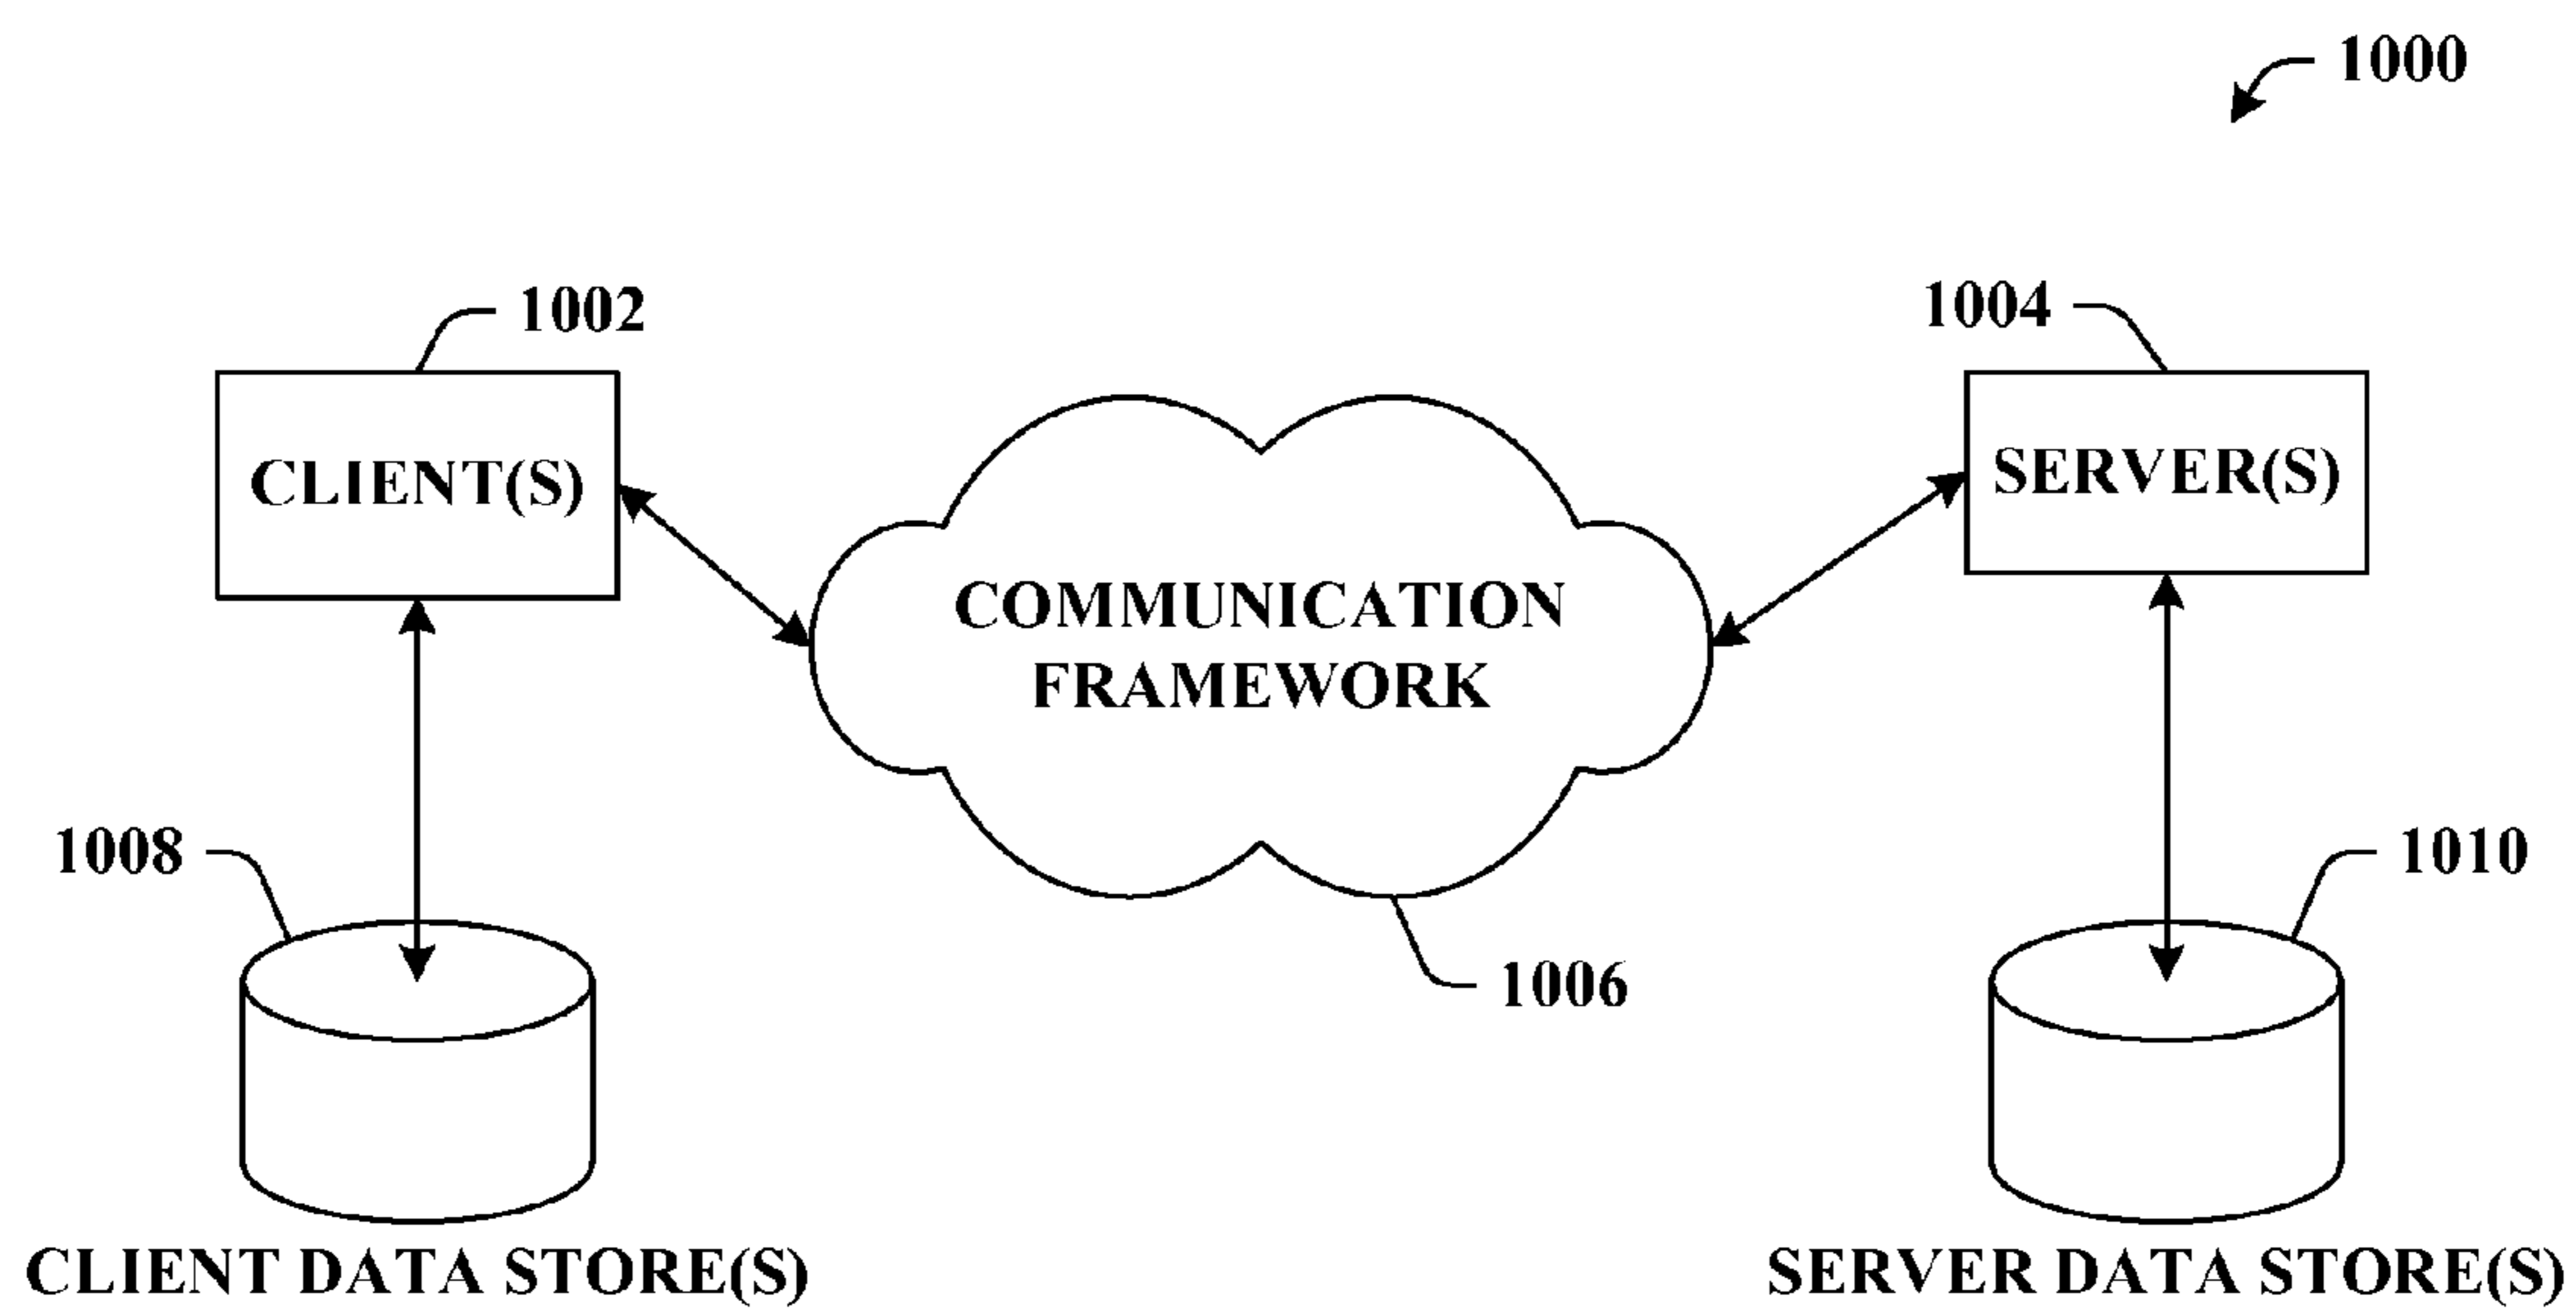 1000
1002
1004
CLIENT(S)
SERVER(S)
COMMUNICATION
FRAMEWORK
1008
1010
1006
CLIENT DATA STORE(S)
SERVER DATA STORE(S)